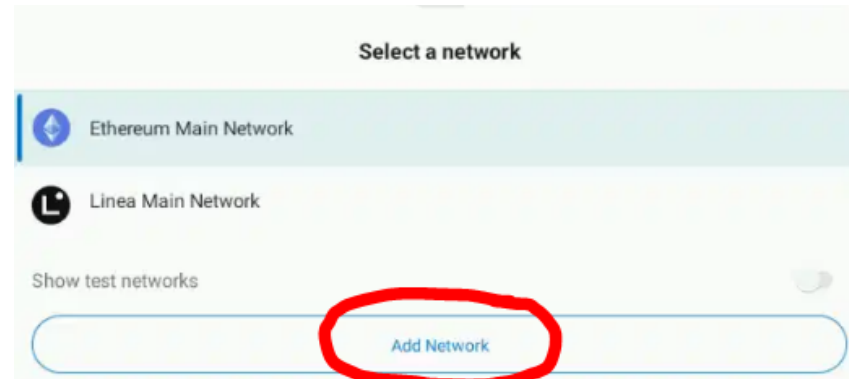 Select a network
Ethereum Main Network
Linea Main Network
Show test networks
Add Network